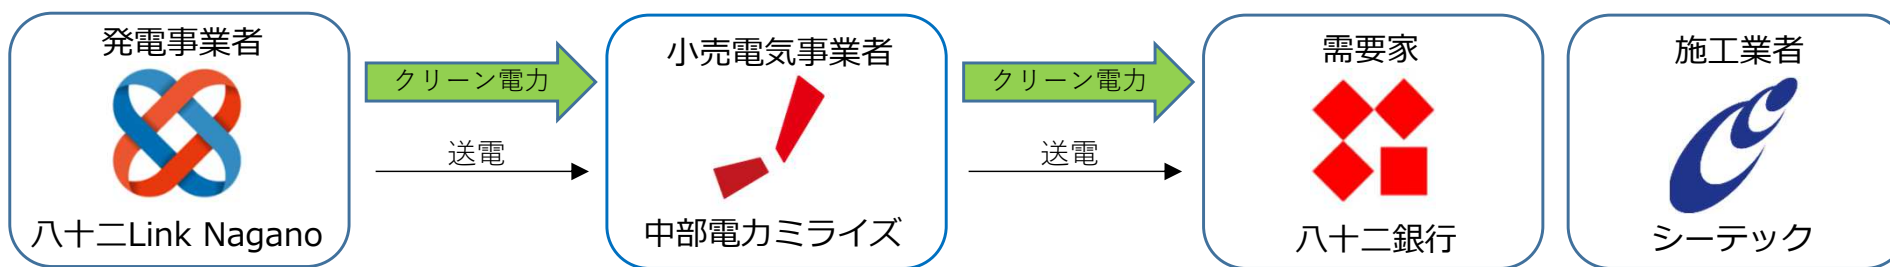 発電事業者
八十二Link Nagano
クリーン電力
送電
小売電気事業者
中部電力ミライズ
クリーン電力
送電
需要家
八十二銀行
施工業者
シーテック